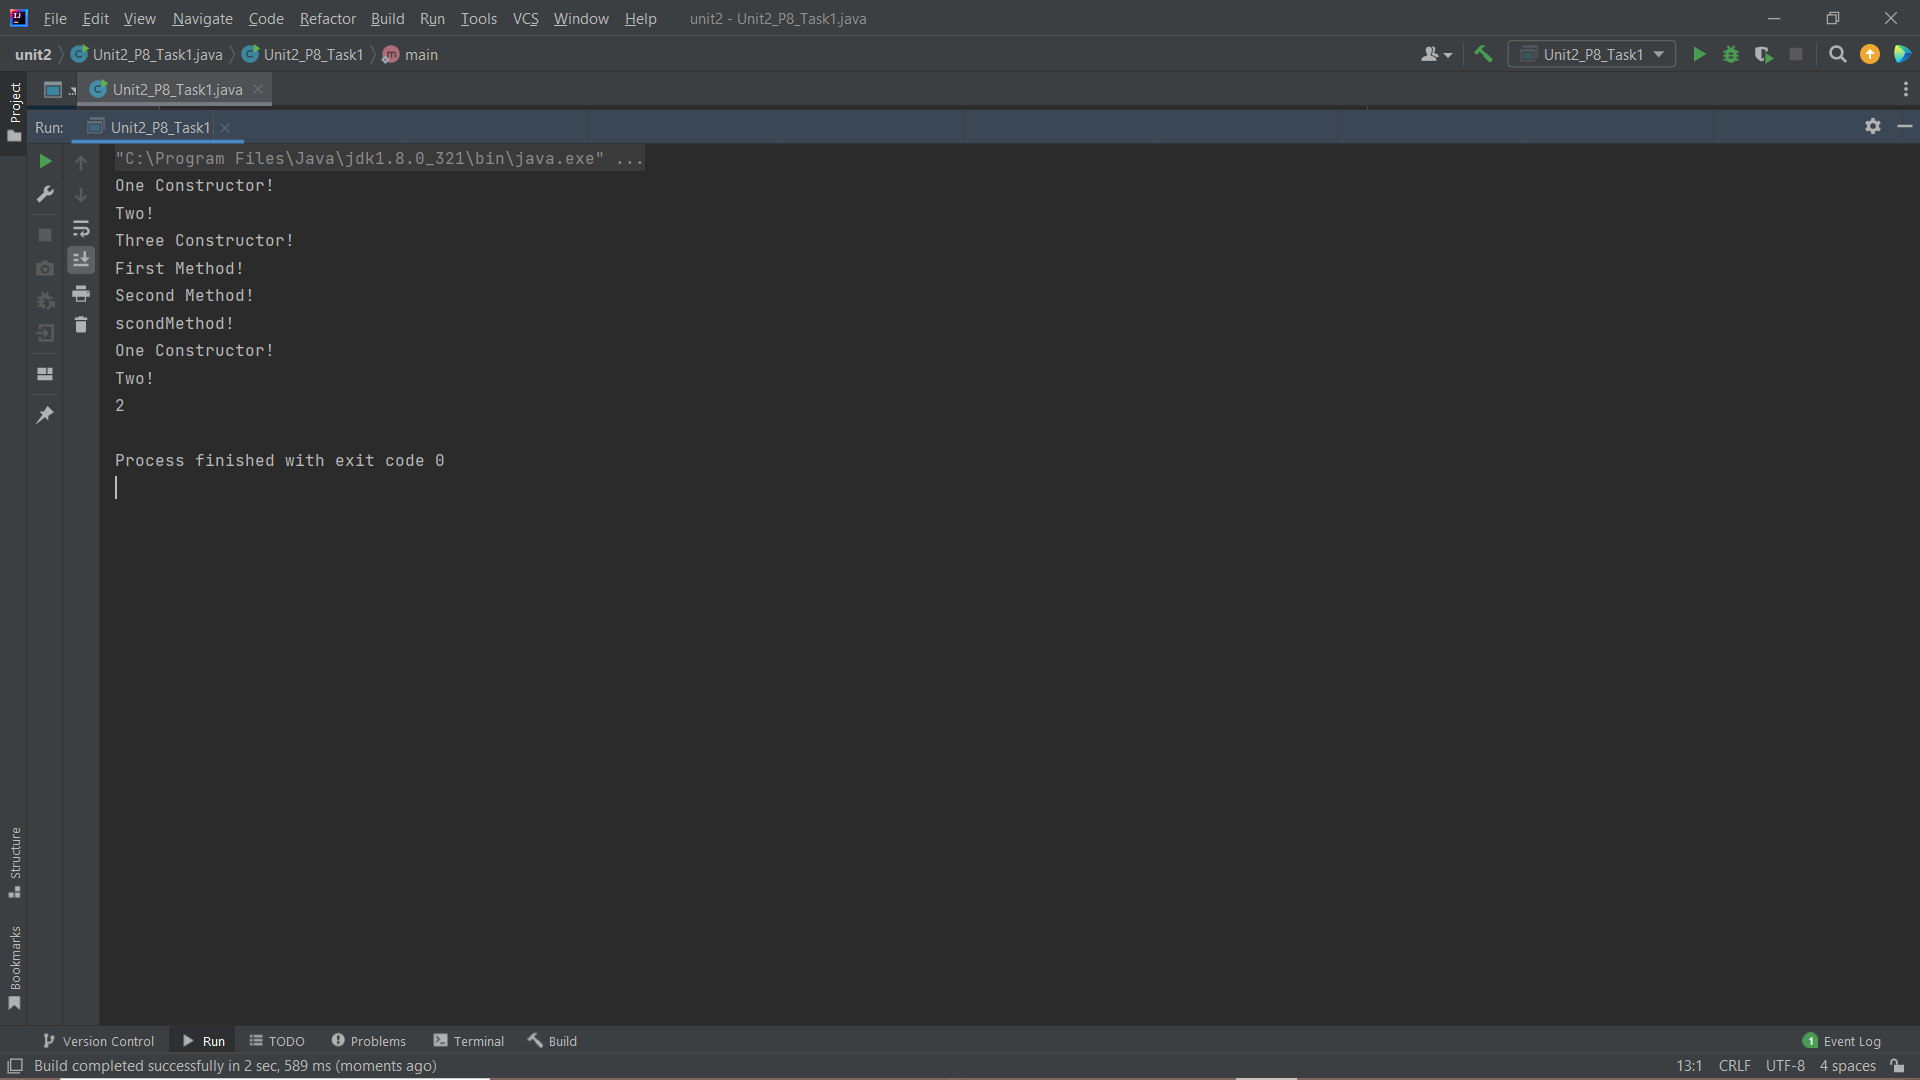 File Edit View Navigate Code Refactor Build Run Tools VCS Window Help unit2 - Unit2_P8_Task1.java
unit2 Unit2_P8_Task1.java Unit2_P8_Task1 main Unit2_P8_Task1
Project
Unit2_P8_Task1.java
Run: Unit2_P8_Task1
"C:\Program Files\Java\jdk1.8.0_321\bin\java.exe" ...
One Constructor!
Two!
Three Constructor!
First Method!
Second Method!
scondMethod!
One Constructor!
Two!
2
Process finished with exit code 0
Structure
Bookmarks
Version Control Run TODO Problems Terminal Build 1 Event Log
Build completed successfully in 2 sec, 589 ms (moments ago) 13:1 CRLF UTF-8 4 spaces